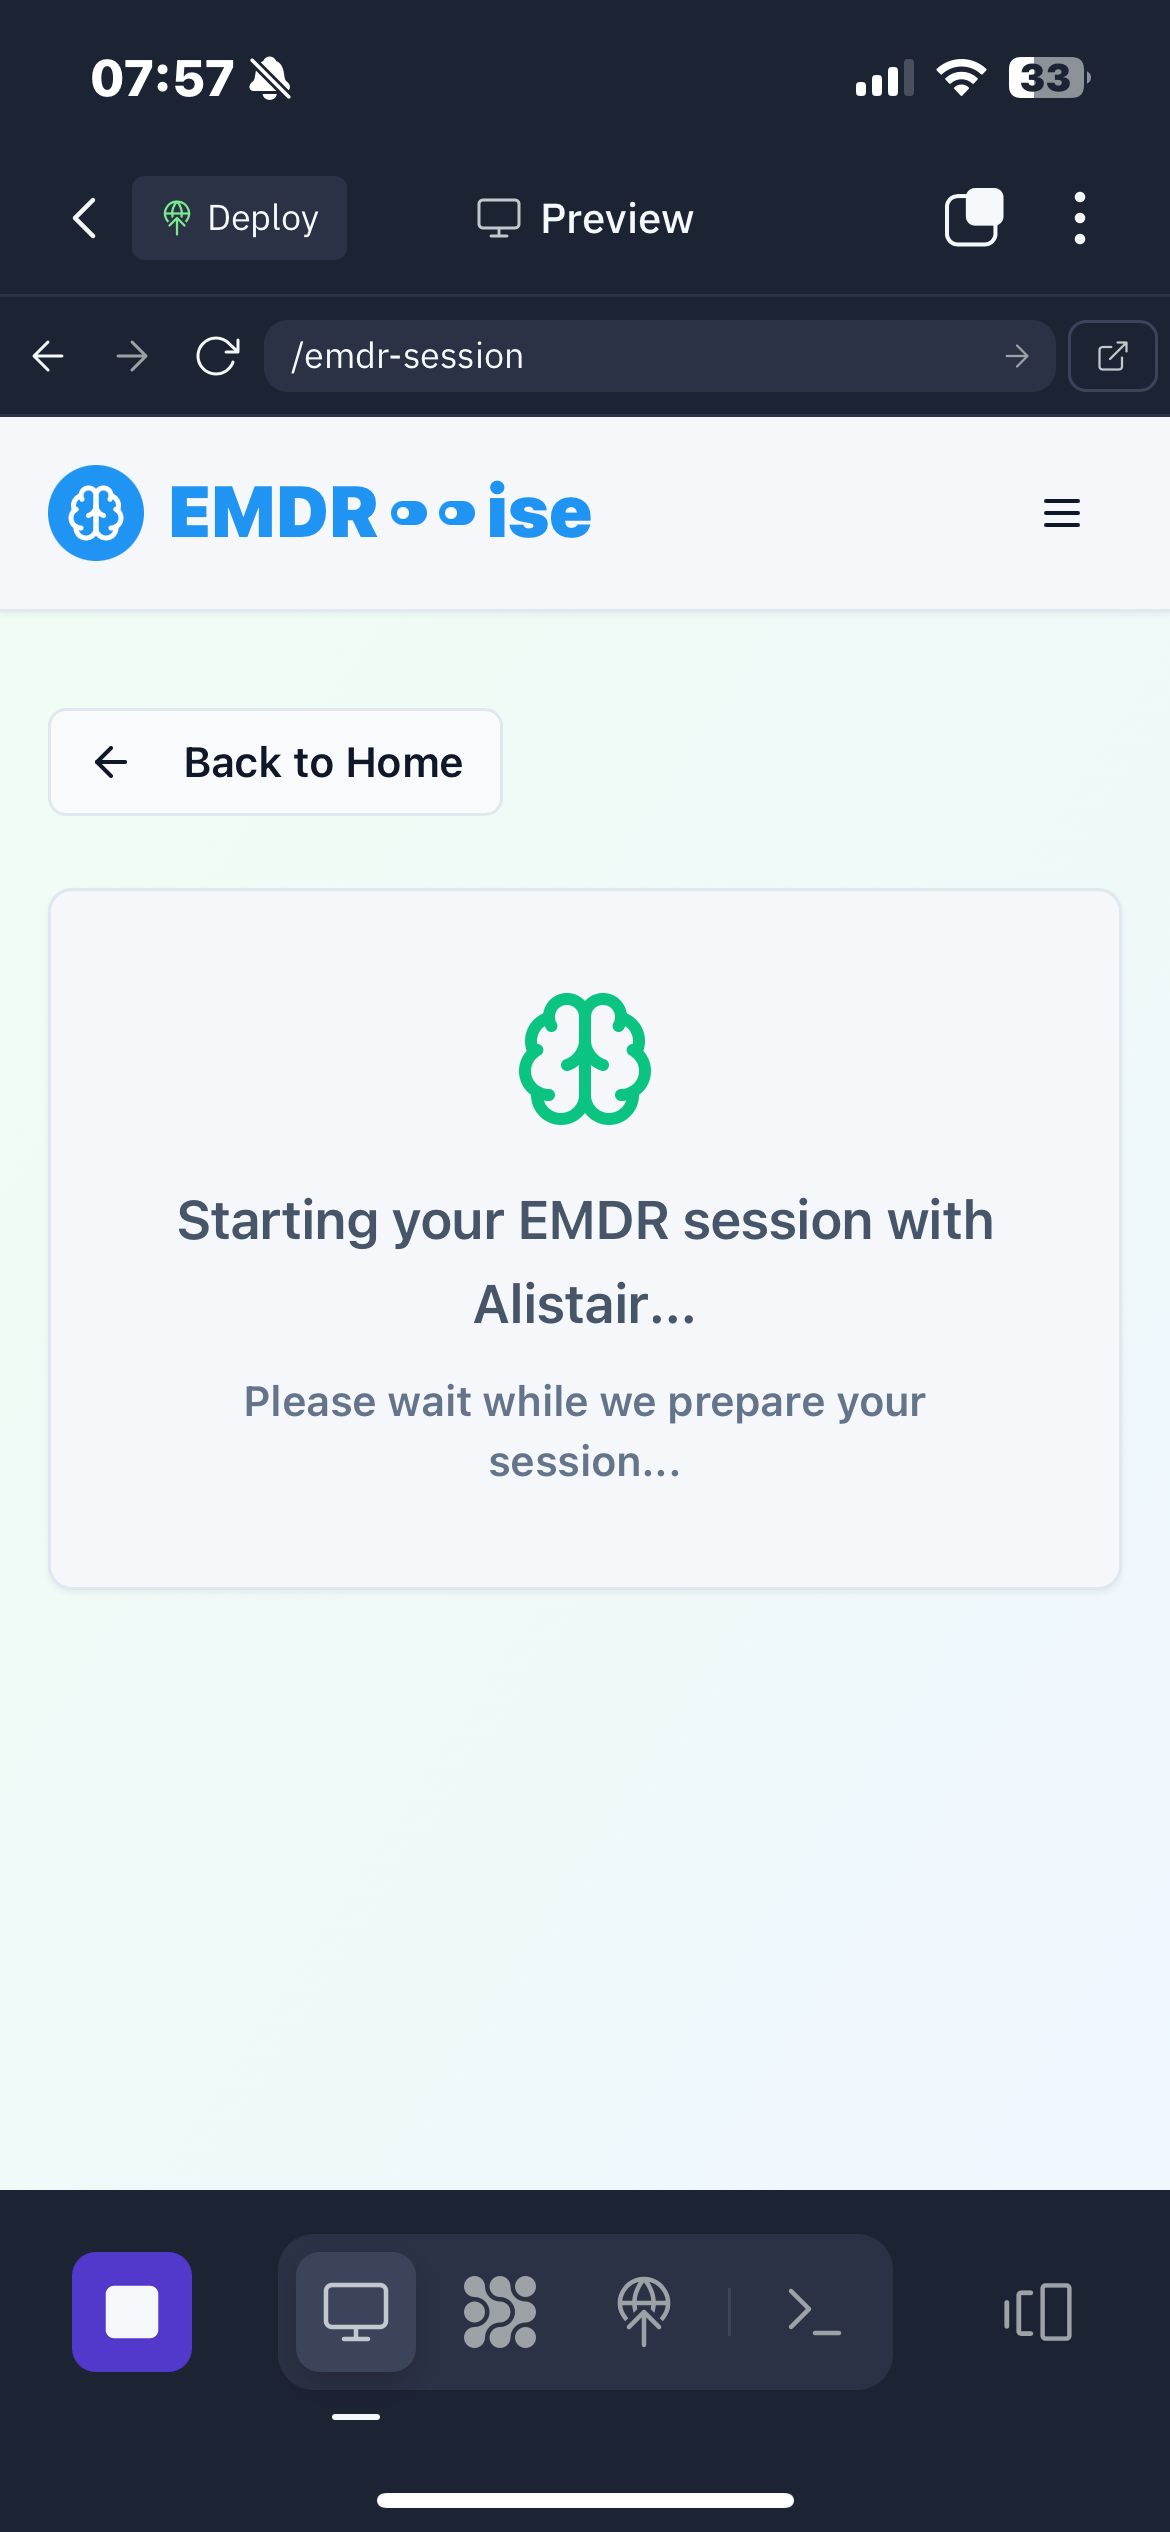 07:57
33
Deploy
Preview
/emdr-session
EMDR ise
Back to Home
Starting your EMDR session with
Alistair...
Please wait while we prepare your
session...